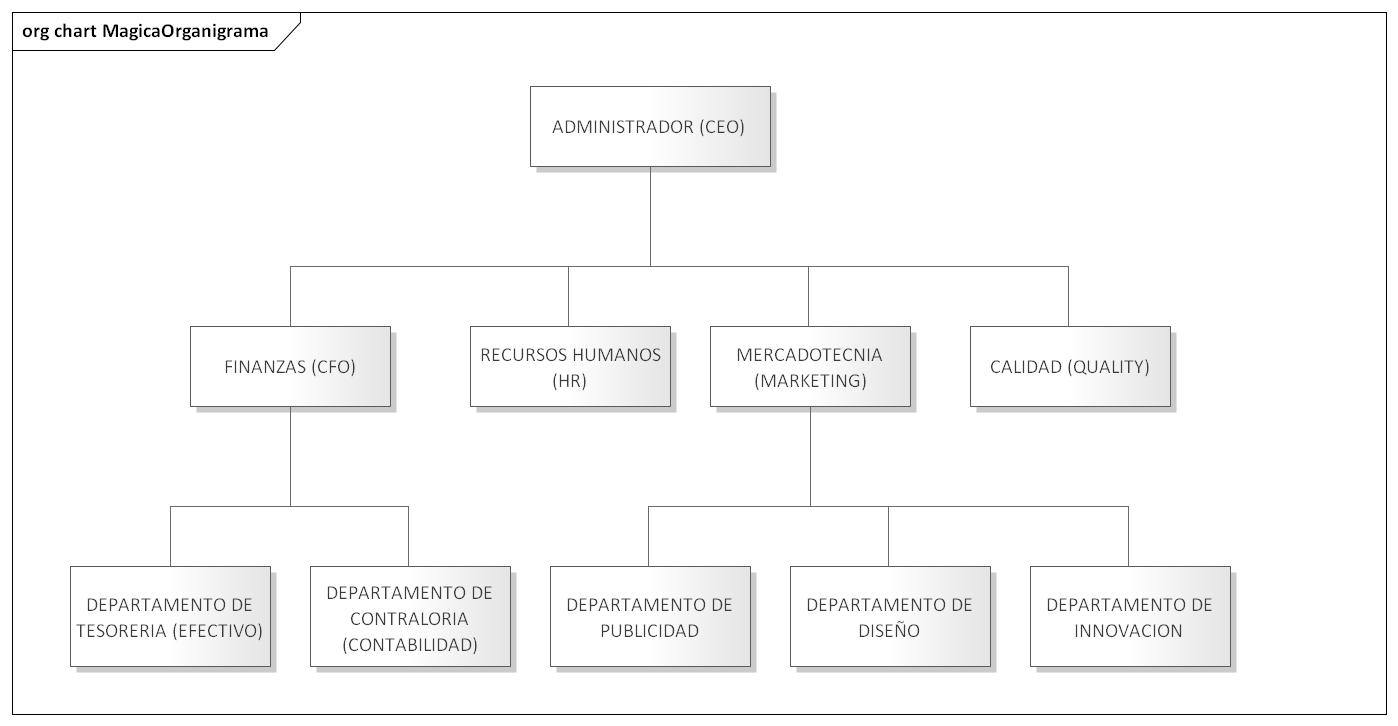 org chart MagicaOrganigrama
ADMINISTRADOR (CEO)
FINANZAS (CFO)
RECURSOS HUMANOS
(HR)
MERCADOTECNIA
(MARKETING)
CALIDAD (QUALITY)
DEPARTAMENTO DE
TESORERIA (EFECTIVO)
DEPARTAMENTO DE
CONTRALORIA
(CONTABILIDAD)
DEPARTAMENTO DE
PUBLICIDAD
DEPARTAMENTO DE
DISEÑO
DEPARTAMENTO DE
INNOVACION